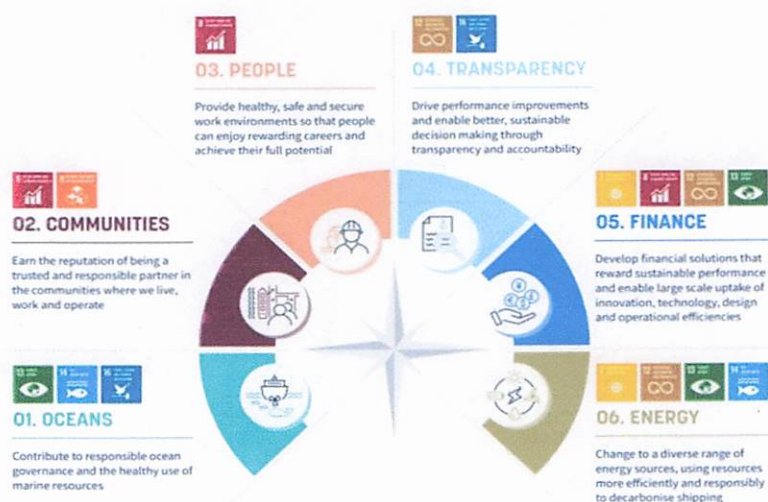 03. PEOPLE
Provide healthy, safe and secure
work environments so that people
can enjoy rewarding careers and
achieve their full potential
04. TRANSPARENCY
Drive performance improvements
and enable better, sustainable
decision making through
transparency and accountability
02. COMMUNITIES
Earn the reputation of being a
trusted and responsible partner in
the communities where we live,
work and operate
05. FINANCE
Develop financial solutions that
reward sustainable performance
and enable large scale uptake of
innovation, technology, design
and operational efficiencies
01. OCEANS
Contribute to responsible ocean
governance and the healthy use of
marine resources
06. ENERGY
Change to a diverse range of
energy sources, using resources
more efficiently and responsibly
to decarbonise shipping